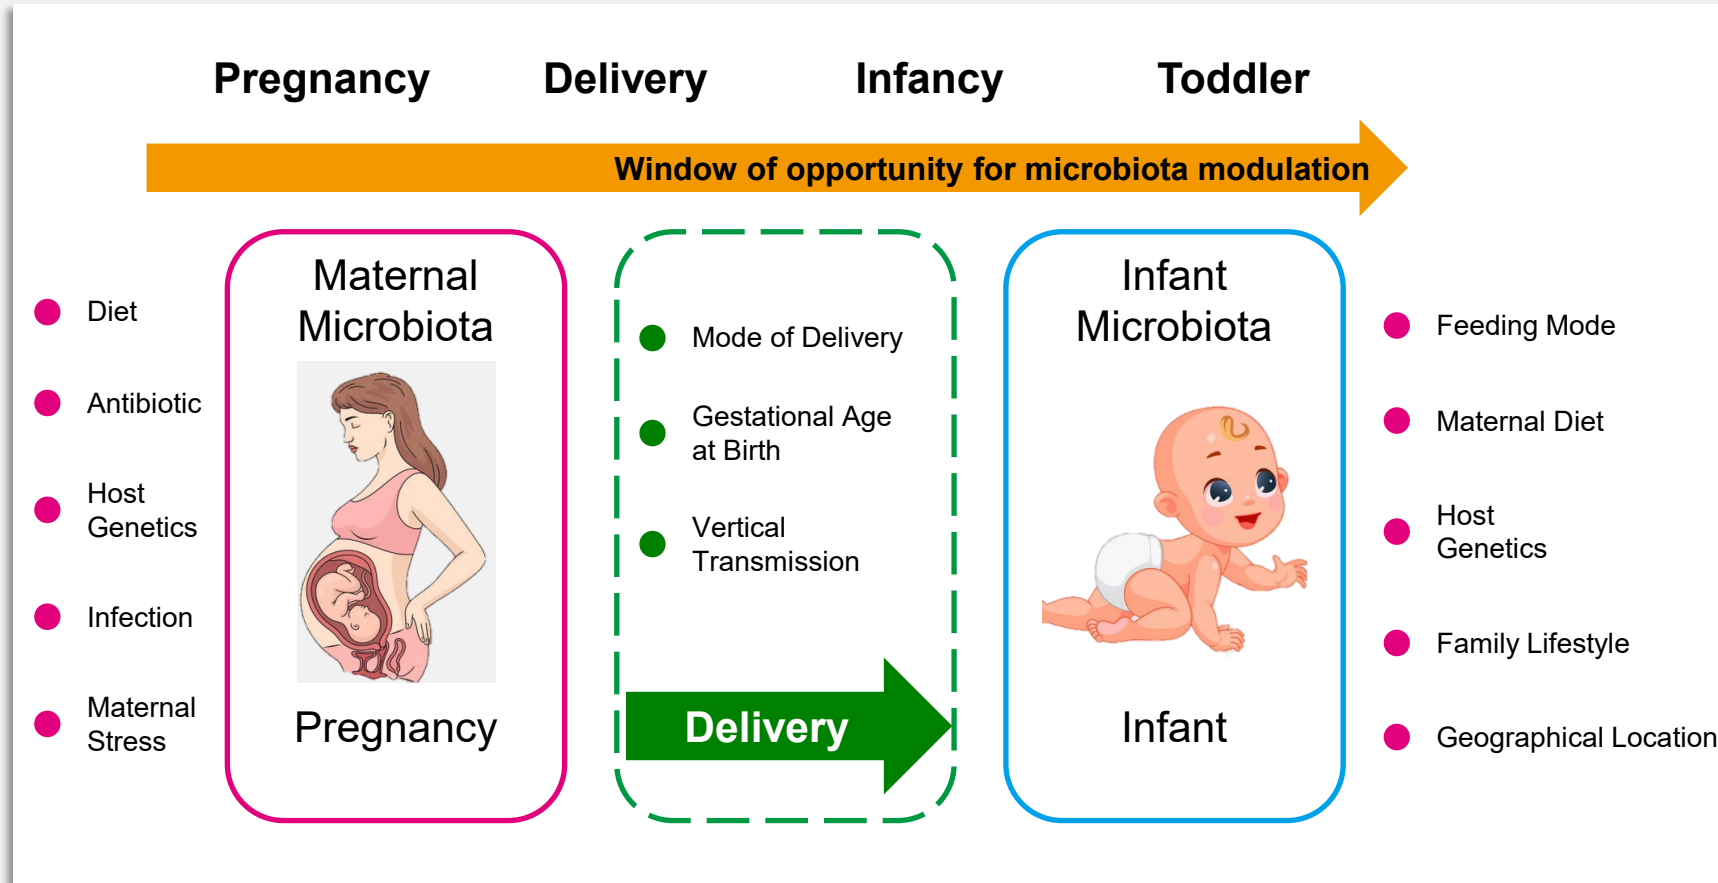 Pregnancy
Delivery
Infancy
Toddler
Window of opportunity for microbiota modulation
Diet
Antibiotic
Host
Genetics
Infection
Maternal
Stress
Maternal
Microbiota
Pregnancy
Mode of Delivery
Gestational Age
at Birth
Vertical
Transmission
Delivery
Infant
Microbiota
Infant
Feeding Mode
Maternal Diet
Host
Genetics
Family Lifestyle
Geographical Location